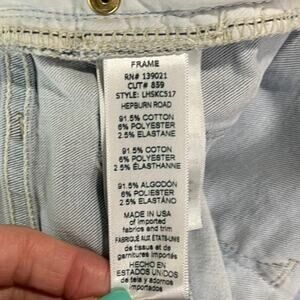 FRAME
RN# 139021
CUT# 859
STYLE: LHSKC517
HEPBURN ROAD
91.5% COTTON
6% POLYESTER
2.5% ELASTANE
91.5% COTON
6% POLYESTER
2.5% ÉLASTHANNE
91.5% ALGODÓN
6% POLIÉSTER
2.5% ELASTANO
MADE IN USA
of imported
fabrics and trim
FABRIQUÉ AUX ÉTATS-UNIS
de tissus et de
garnitures importés
HECHO EN
ESTADOS UNIDOS
de tela y adornos
importados